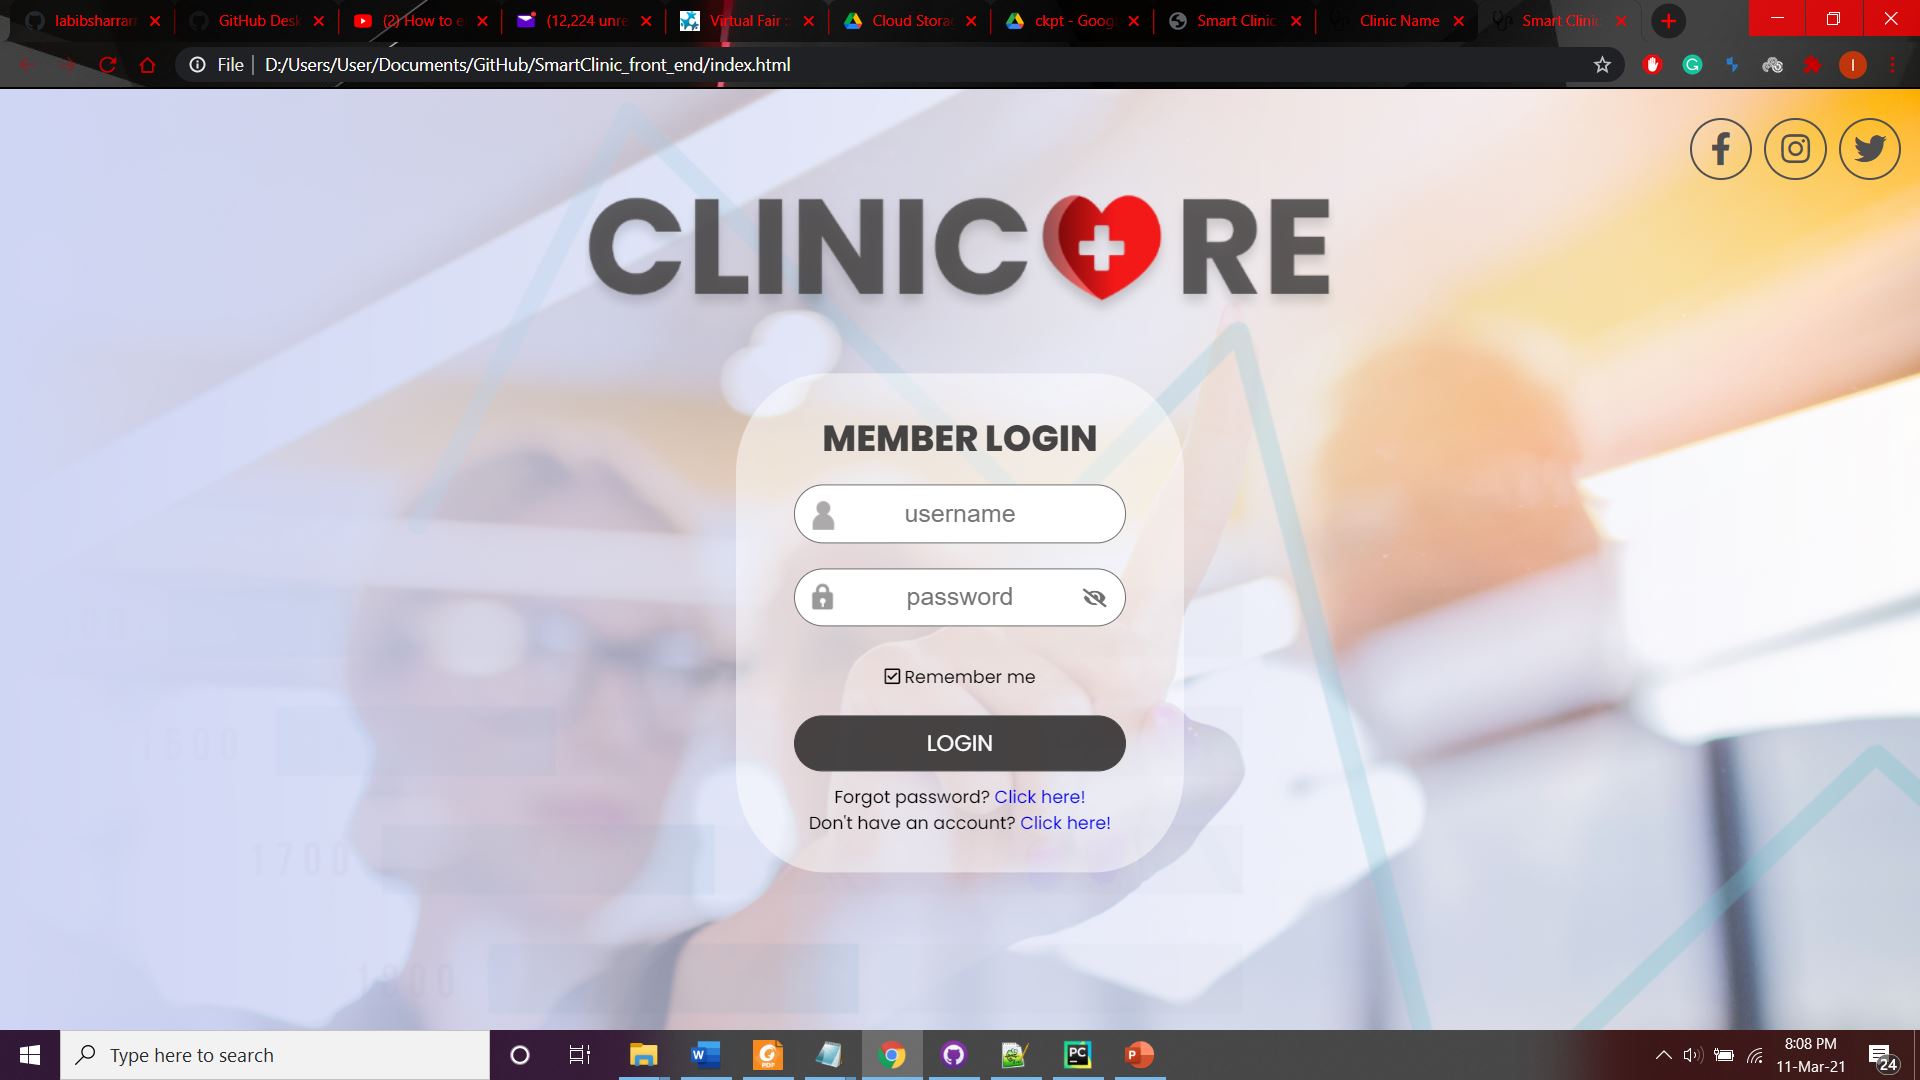 labibsharrar
GitHub Desk
(2) How to e
(12,224 unre
Virtual Fair :
Cloud Storag
ckpt - Goog
Smart Clinic
Clinic Name
Smart Clinic
File
D:/Users/User/Documents/GitHub/SmartClinic_front_end/index.html
CLINIC RE
MEMBER LOGIN
username
password
Remember me
LOGIN
Forgot password? Click here!
Don't have an account? Click here!
1600
1700
Type here to search
8:08 PM
11-Mar-21
24